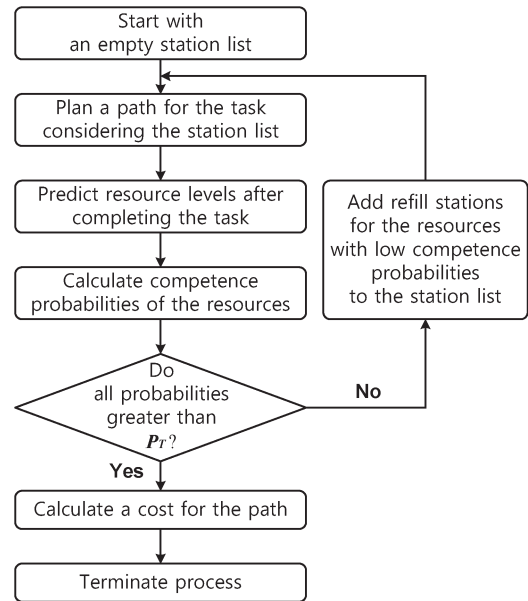 Start with
an empty station list
Plan a path for the task
considering the station list
Predict resource levels after
completing the task
Calculate competence
probabilities of the resources
Do
all probabilities
greater than
P_T?
No
Yes
Add refill stations
for the resources
with low competence
probabilities
to the station list
Calculate a cost for the path
Terminate process